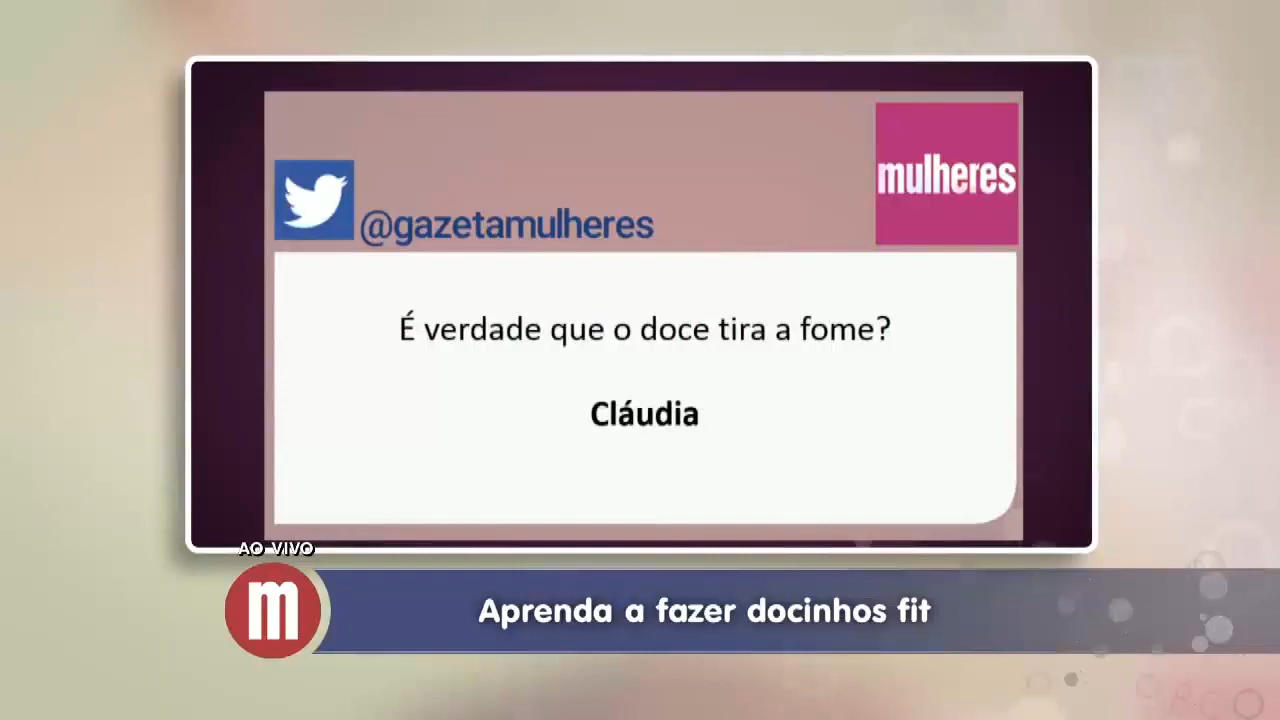 mulheres
@gazetamulheres
É verdade que o doce tira a fome?
Cláudia
AO VIVO
m
Aprenda a fazer docinhos fit